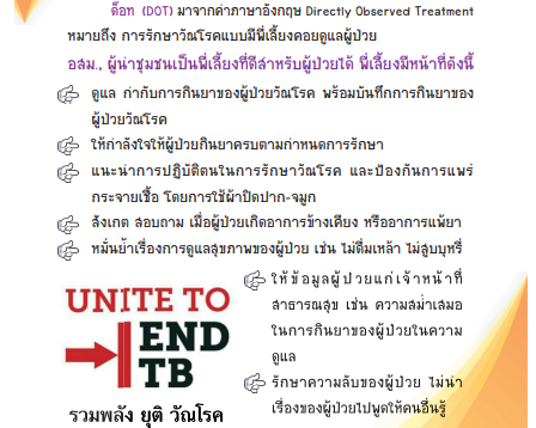 ด็อท (DOT) มาจากคำภาษาอังกฤษ Directly Observed Treatment
หมายถึง การรักษาวัณโรคแบบมีพี่เลี้ยงคอยดูแลผู้ป่วย
อสม., ผู้นำชุมชนเป็นพี่เลี้ยงที่ดีสำหรับผู้ป่วยได้ พี่เลี้ยงมีหน้าที่ดังนี้
ดูแล กำกับการกินยาของผู้ป่วยวัณโรค พร้อมบันทึกการกินยาของ
ผู้ป่วยวัณโรค
ให้กำลังใจให้ผู้ป่วยกินยาครบตามกำหนดการรักษา
แนะนำการปฏิบัติตนในการรักษาวัณโรค และป้องกันการแพร่
กระจายเชื้อ โดยการใช้ผ้าปิดปาก-จมูก
สังเกต สอบถาม เมื่อผู้ป่วยเกิดอาการข้างเคียง หรืออาการแพ้ยา
หมั่นย้ำเรื่องการดูแลสุขภาพของผู้ป่วย เช่น ไม่ดื่มเหล้า ไม่สูบบุหรี่
ให้ข้อมูลผู้ป่วยแก่เจ้าหน้าที่
สาธารณสุข เช่น ความสม่ำเสมอ
ในการกินยาของผู้ป่วยในความ
ดูแล
รักษาความลับของผู้ป่วย ไม่นำ
เรื่องของผู้ป่วยไปพูดให้คนอื่นรู้
UNITE TO
END
TB
รวมพลัง ยุติ วัณโรค